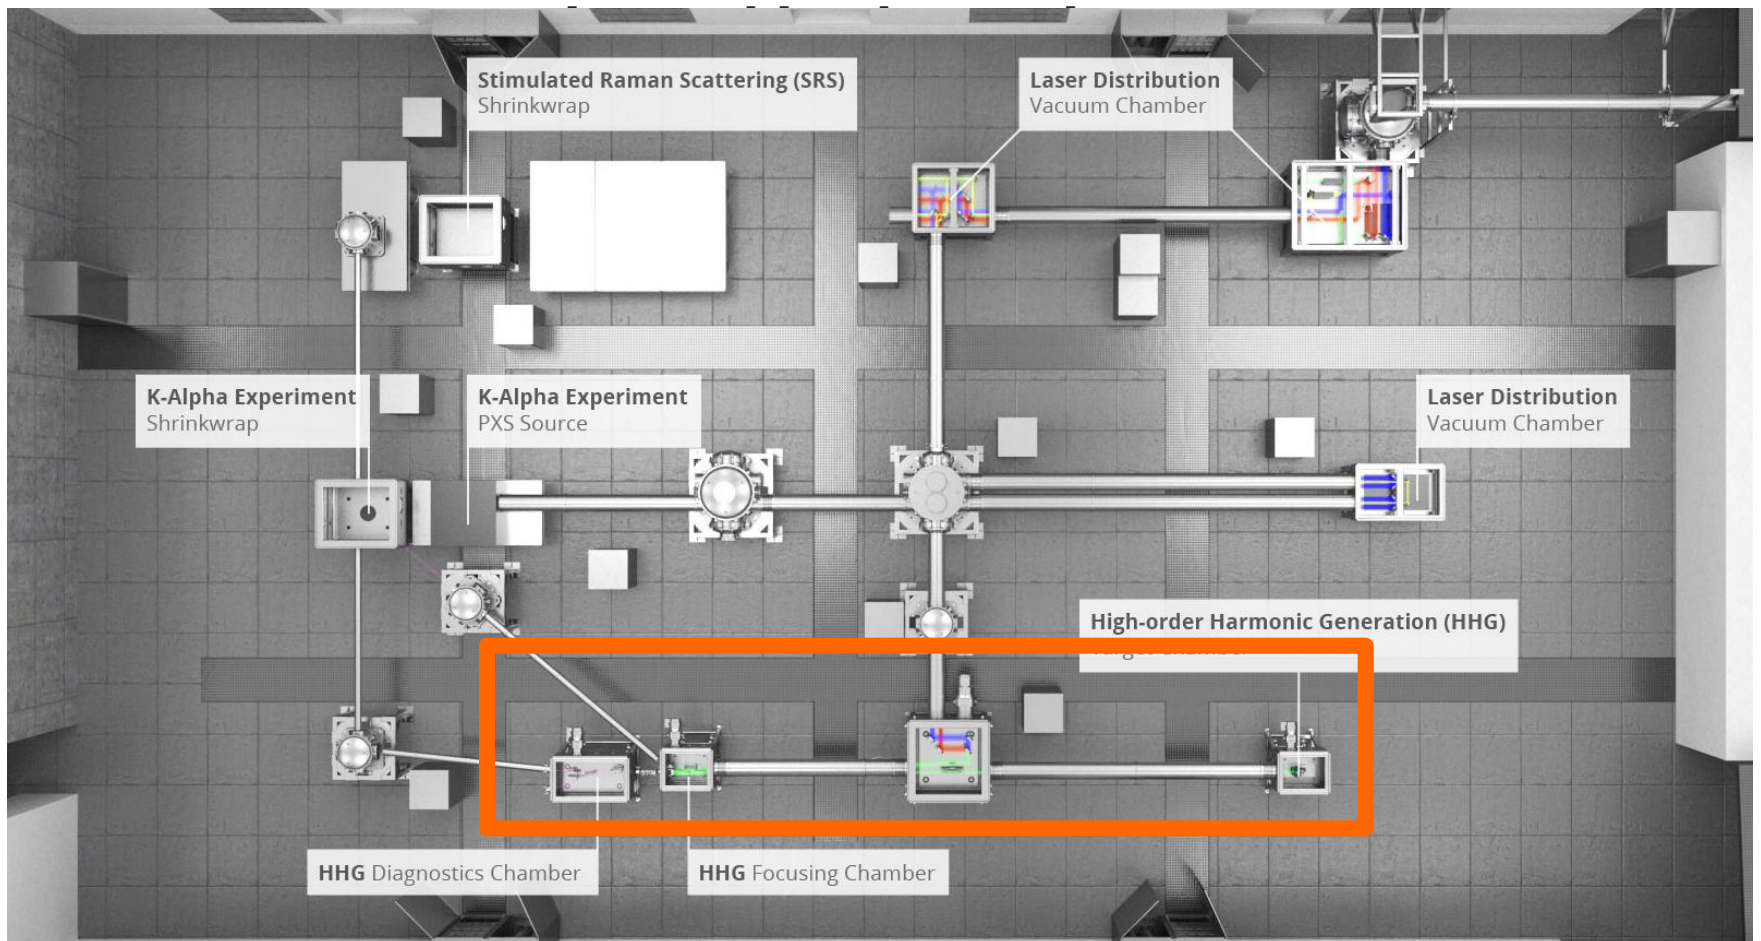 Stimulated Raman Scattering (SRS)
Shrinkwrap
Laser Distribution
Vacuum Chamber
K-Alpha Experiment
Shrinkwrap
K-Alpha Experiment
PXS Source
Laser Distribution
Vacuum Chamber
High-order Harmonic Generation (HHG)
HHG Diagnostics Chamber
HHG Focusing Chamber